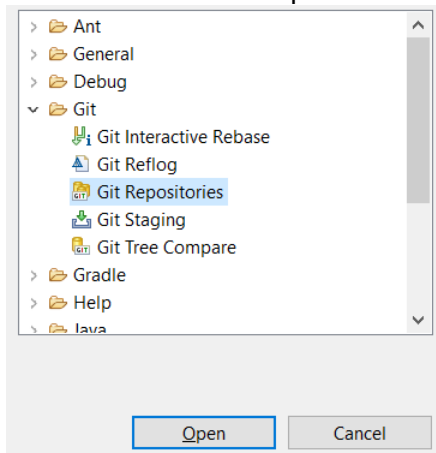 Ant
General
Debug
Git
Git Interactive Rebase
Git Reflog
Git Repositories
Git Staging
Git Tree Compare
Gradle
Help
Java
Open
Cancel